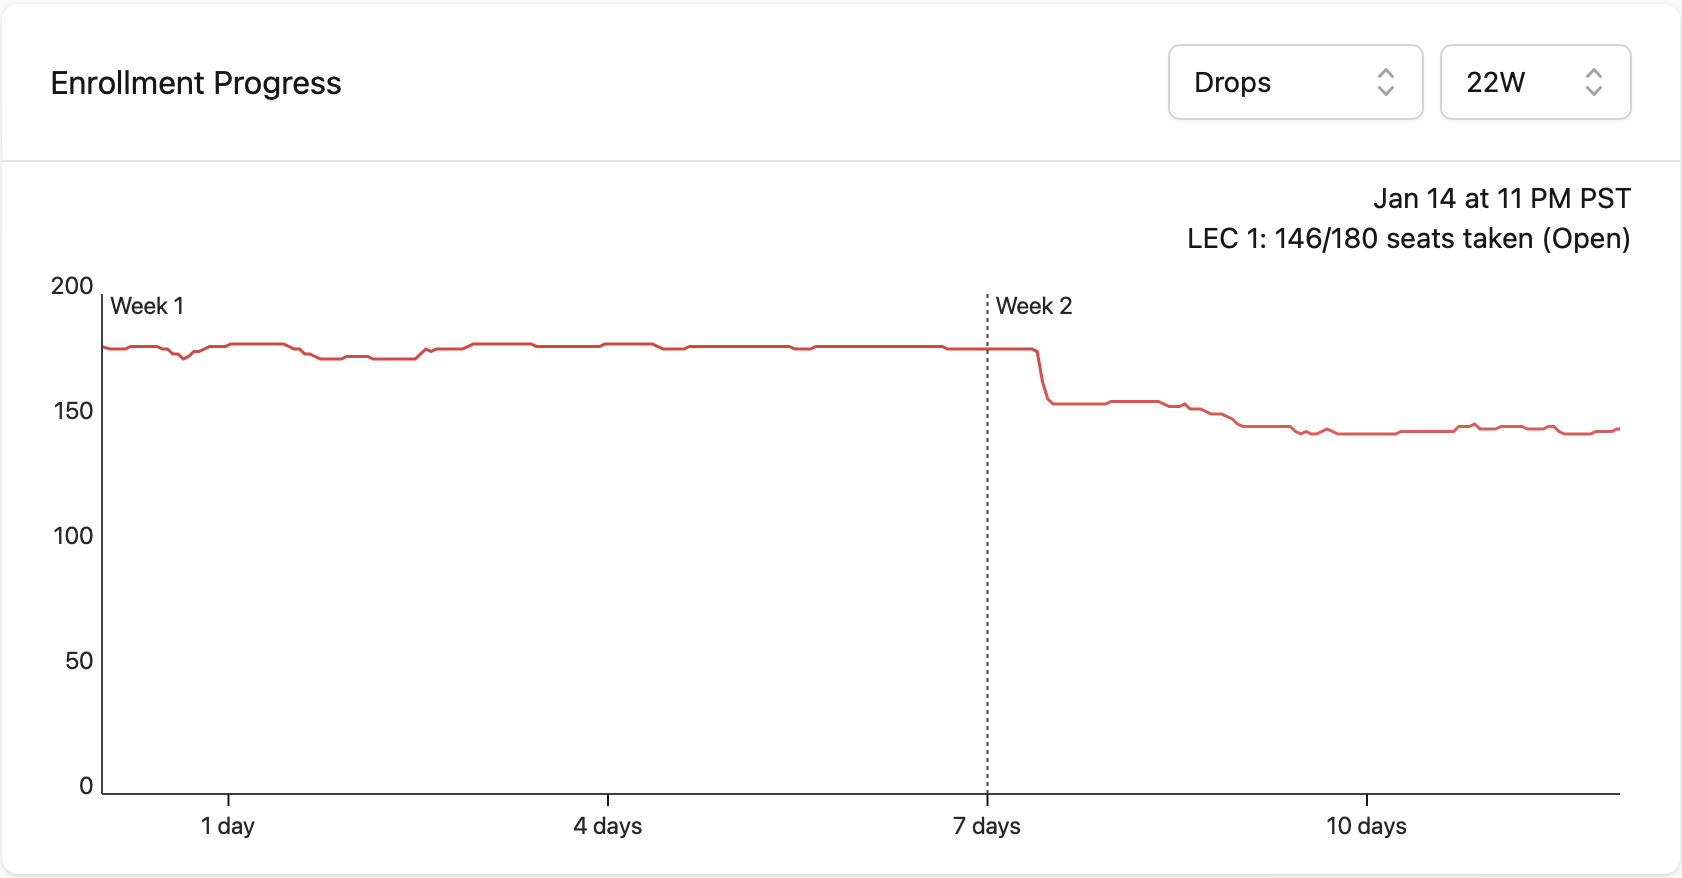 Enrollment Progress
Drops
22W
Jan 14 at 11 PM PST
LEC 1: 146/180 seats taken (Open)
200
Week 1
Week 2
150
100
50
0
1 day
4 days
7 days
10 days